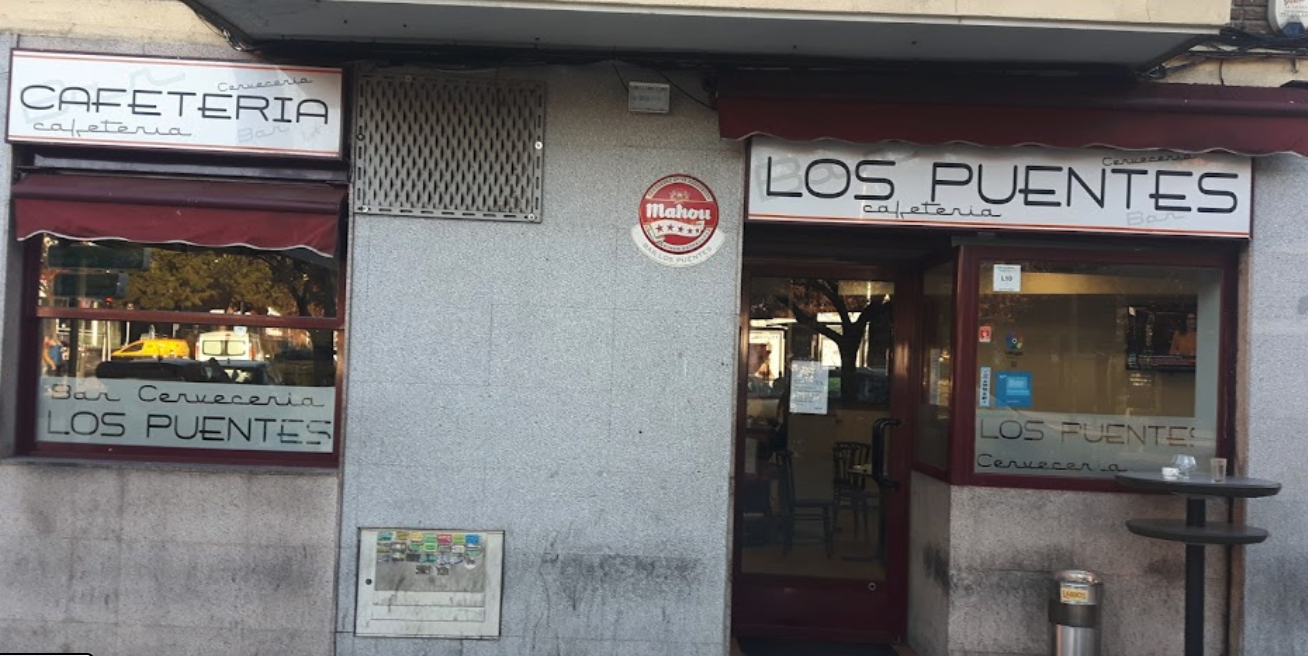 Cerveceria
CAFETERIA
cafeteria
Bar
Bar Cerveceria
LOS PUENTES
Mahou
BAR LOS PUENTES
Cerveceria
LOS PUENTES
cafeteria
Bar
L10
LOS PUENTES
Cerveceria